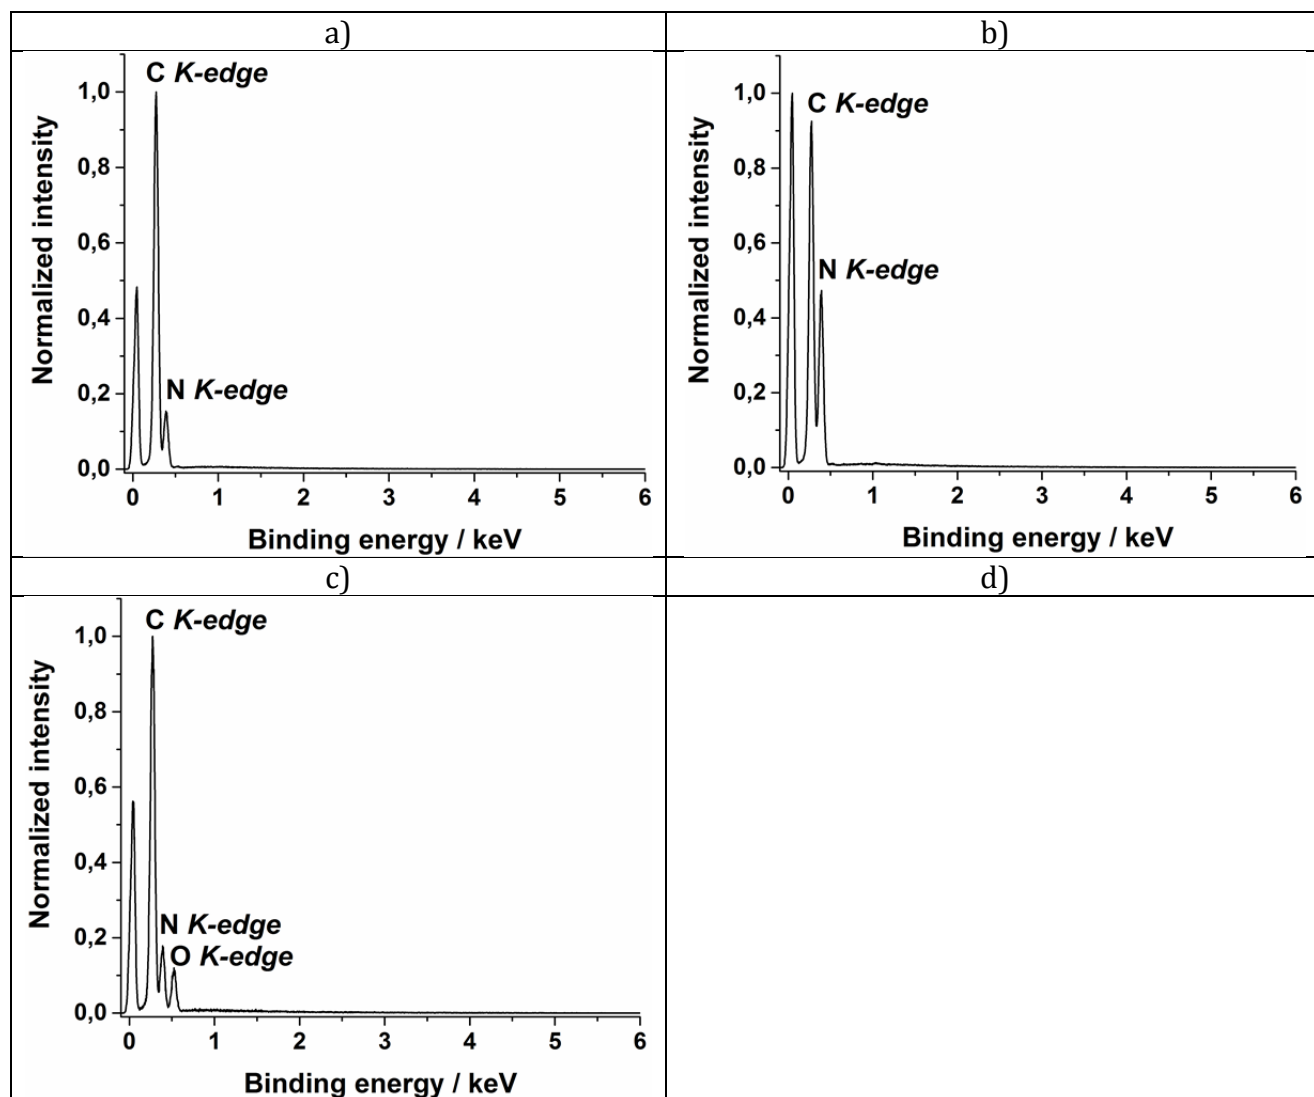 a)
b)
C K-edge
1,0
0,8
0,6
0,4
0,2
0,0
N K-edge
Normalized intensity
0 1 2 3 4 5 6
Binding energy / keV
C K-edge
1,0
0,8
0,6
0,4
0,2
0,0
N K-edge
Normalized intensity
0 1 2 3 4 5 6
Binding energy / keV
c)
d)
C K-edge
1,0
0,8
0,6
0,4
0,2
0,0
N K-edge
O K-edge
Normalized intensity
0 1 2 3 4 5 6
Binding energy / keV